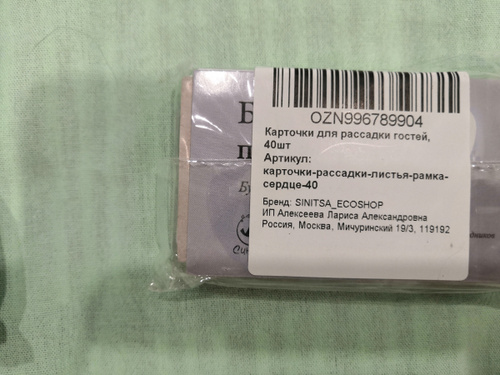 OZN996789904
Карточки для рассадки гостей,
40шт
Артикул:
карточки-рассадки-листья-рамка-
сердце-40
Бренд: SINITSA_ECOSHOP
ИП Алексеева Лариса Александровна
Россия, Москва, Мичуринский 19/3, 119192